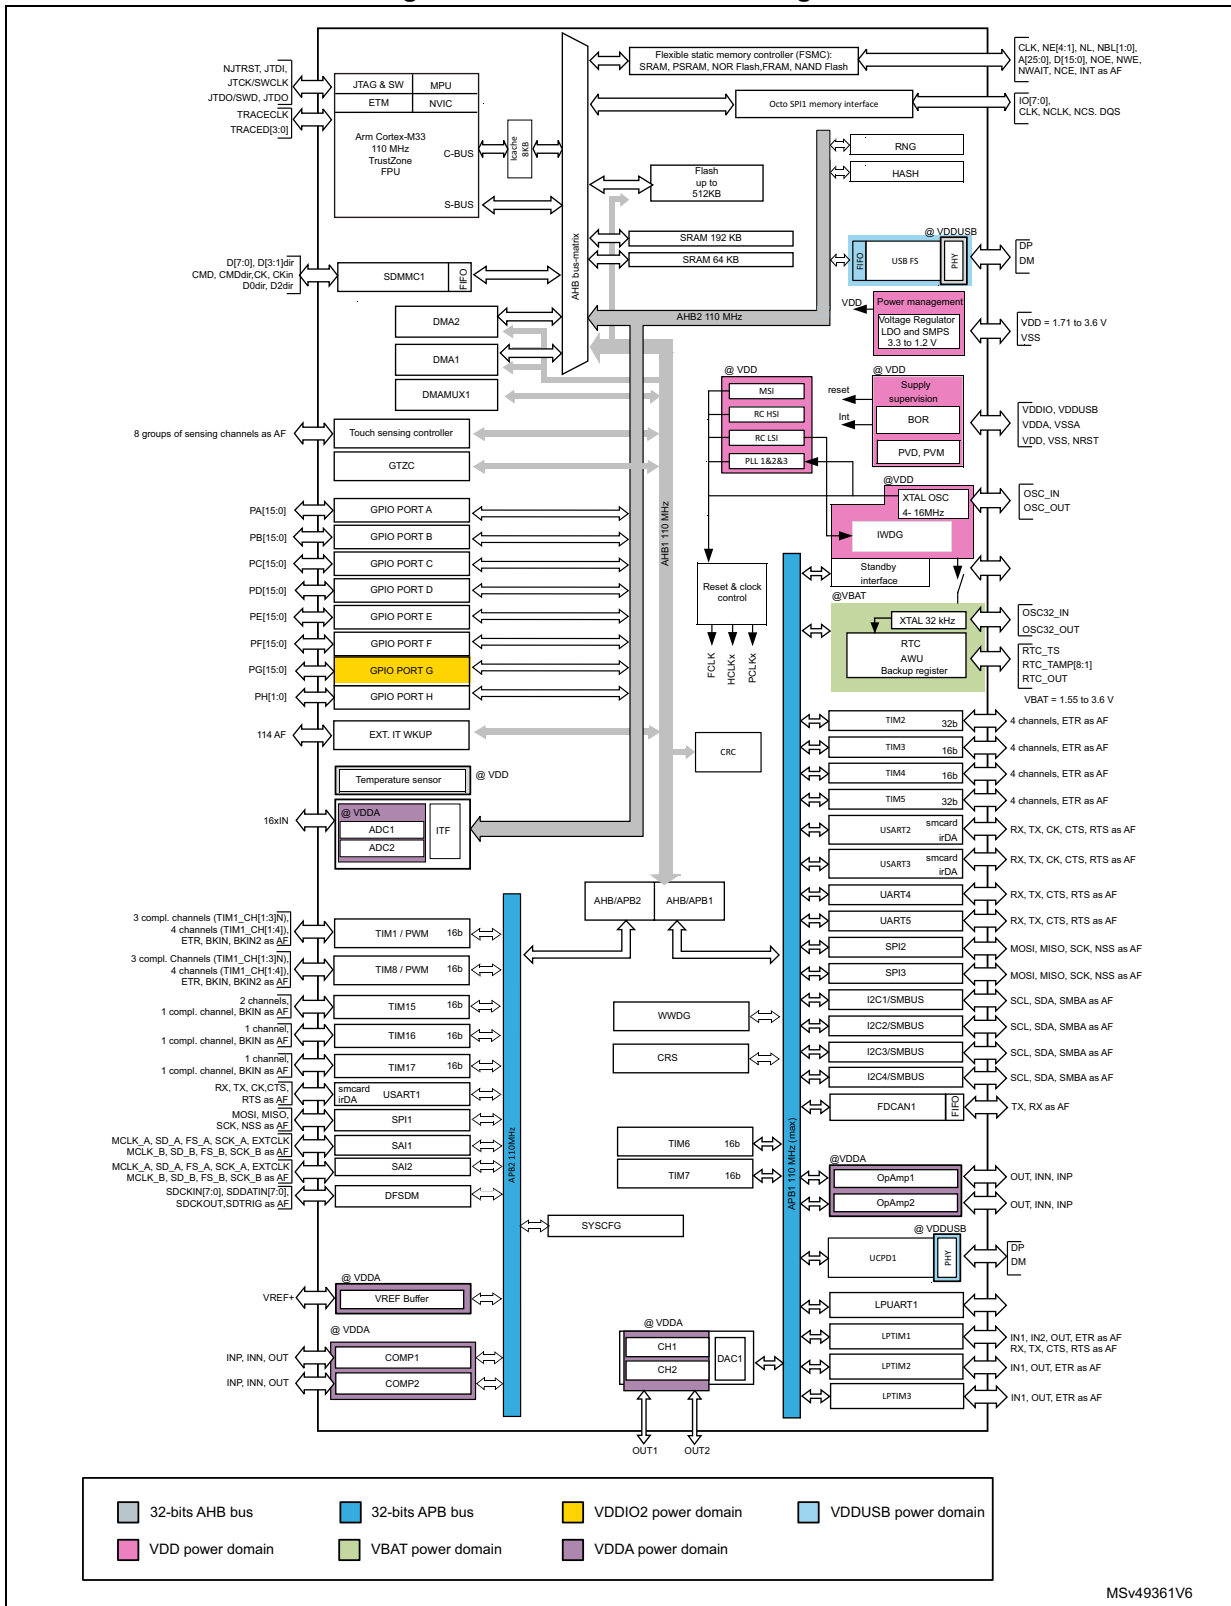 Flexible static memory controller (FSMC):
SRAM, PSRAM, NOR Flash,FRAM, NAND Flash
CLK, NE[4:1], NL, NBL[1:0],
A[25:0], D[15:0], NOE, NWE,
NWAIT, NCE, INT as AF
NJTRST, JTDI,
JTCK/SWCLK
JTDO/SWD, JTDO
TRACECLK
TRACED[3:0]
JTAG & SW
MPU
ETM
NVIC
Arm Cortex-M33
110 MHz
TrustZone
FPU
C-BUS
S-BUS
Icache
8KB
AHB bus-matrix
Octo SPI1 memory interface
IO[7:0],
CLK, NCLK, NCS. DQS
RNG
HASH
Flash
up to
512KB
SRAM 192 KB
SRAM 64 KB
@ VDDUSB
FIFO
USB FS
PHY
DP
DM
D[7:0], D[3:1]dir
CMD, CMDdir,CK, CKin
D0dir, D2dir
SDMMC1
FIFO
DMA2
DMA1
DMAMUX1
AHB2 110 MHz
VDD
Power management
Voltage Regulator
LDO and SMPS
3.3 to 1.2 V
VDD = 1.71 to 3.6 V
VSS
@ VDD
MSI
RC HSI
RC LSI
PLL 1&2&3
@ VDD
reset
Int
Supply
supervision
BOR
PVD, PVM
VDDIO, VDDUSB
VDDA, VSSA
VDD, VSS, NRST
8 groups of sensing channels as AF
Touch sensing controller
GTZC
@VDD
XTAL OSC
4- 16MHz
IWDG
OSC_IN
OSC_OUT
Standby
interface
PA[15:0]
GPIO PORT A
PB[15:0]
GPIO PORT B
PC[15:0]
GPIO PORT C
PD[15:0]
GPIO PORT D
PE[15:0]
GPIO PORT E
PF[15:0]
GPIO PORT F
PG[15:0]
GPIO PORT G
PH[1:0]
GPIO PORT H
AHB1 110 MHz
Reset & clock
control
FCLK
HCLKx
PCLKx
@VBAT
XTAL 32 kHz
RTC
AWU
Backup register
OSC32_IN
OSC32_OUT
RTC_TS
RTC_TAMP[8:1]
RTC_OUT
VBAT = 1.55 to 3.6 V
114 AF
EXT. IT WKUP
CRC
Temperature sensor
@ VDD
16xIN
@ VDDA
ADC1
ADC2
ITF
TIM2
32b
4 channels, ETR as AF
TIM3
16b
4 channels, ETR as AF
TIM4
16b
4 channels, ETR as AF
TIM5
32b
4 channels, ETR as AF
USART2
smcard
irDA
RX, TX, CK, CTS, RTS as AF
USART3
smcard
irDA
RX, TX, CK, CTS, RTS as AF
UART4
RX, TX, CTS, RTS as AF
UART5
RX, TX, CTS, RTS as AF
SPI2
MOSI, MISO, SCK, NSS as AF
SPI3
MOSI, MISO, SCK, NSS as AF
I2C1/SMBUS
SCL, SDA, SMBA as AF
I2C2/SMBUS
SCL, SDA, SMBA as AF
I2C3/SMBUS
SCL, SDA, SMBA as AF
I2C4/SMBUS
SCL, SDA, SMBA as AF
FDCAN1
FIFO
TX, RX as AF
AHB/APB2
AHB/APB1
3 compl. channels (TIM1_CH[1:3]N),
4 channels (TIM1_CH[1:4]),
ETR, BKIN, BKIN2 as AF
TIM1 / PWM
16b
3 compl. Channels (TIM1_CH[1:3]N),
4 channels (TIM1_CH[1:4]),
ETR, BKIN, BKIN2 as AF
TIM8 / PWM
16b
2 channels,
1 compl. channel, BKIN as AF
TIM15
16b
1 channel,
1 compl. channel, BKIN as AF
TIM16
16b
1 channel,
1 compl. channel, BKIN as AF
TIM17
16b
RX, TX, CK,CTS,
RTS as AF
smcard
irDA
USART1
MOSI, MISO,
SCK, NSS as AF
SPI1
MCLK_A, SD_A, FS_A, SCK_A, EXTCLK
MCLK_B, SD_B, FS_B, SCK_B as AF
SAI1
MCLK_A, SD_A, FS_A, SCK_A, EXTCLK
MCLK_B, SD_B, FS_B, SCK_B as AF
SAI2
SDCKIN[7:0], SDDATIN[7:0],
SDCKOUT,SDTRIG as AF
DFSDM
APB2 110MHz
WWDG
CRS
TIM6
16b
TIM7
16b
APB1 110 MHz (max)
SYSCFG
@VDDA
OpAmp1
OUT, INN, INP
OpAmp2
OUT, INN, INP
@ VDDUSB
UCPD1
PHY
DP
DM
@ VDDA
VREF+
VREF Buffer
@ VDDA
INP, INN, OUT
COMP1
INP, INN, OUT
COMP2
@ VDDA
CH1
CH2
DAC1
OUT1
OUT2
LPUART1
LPTIM1
IN1, IN2, OUT, ETR as AF
RX, TX, CTS, RTS as AF
LPTIM2
IN1, OUT, ETR as AF
LPTIM3
IN1, OUT, ETR as AF
32-bits AHB bus
32-bits APB bus
VDDIO2 power domain
VDDUSB power domain
VDD power domain
VBAT power domain
VDDA power domain
MSv49361V6